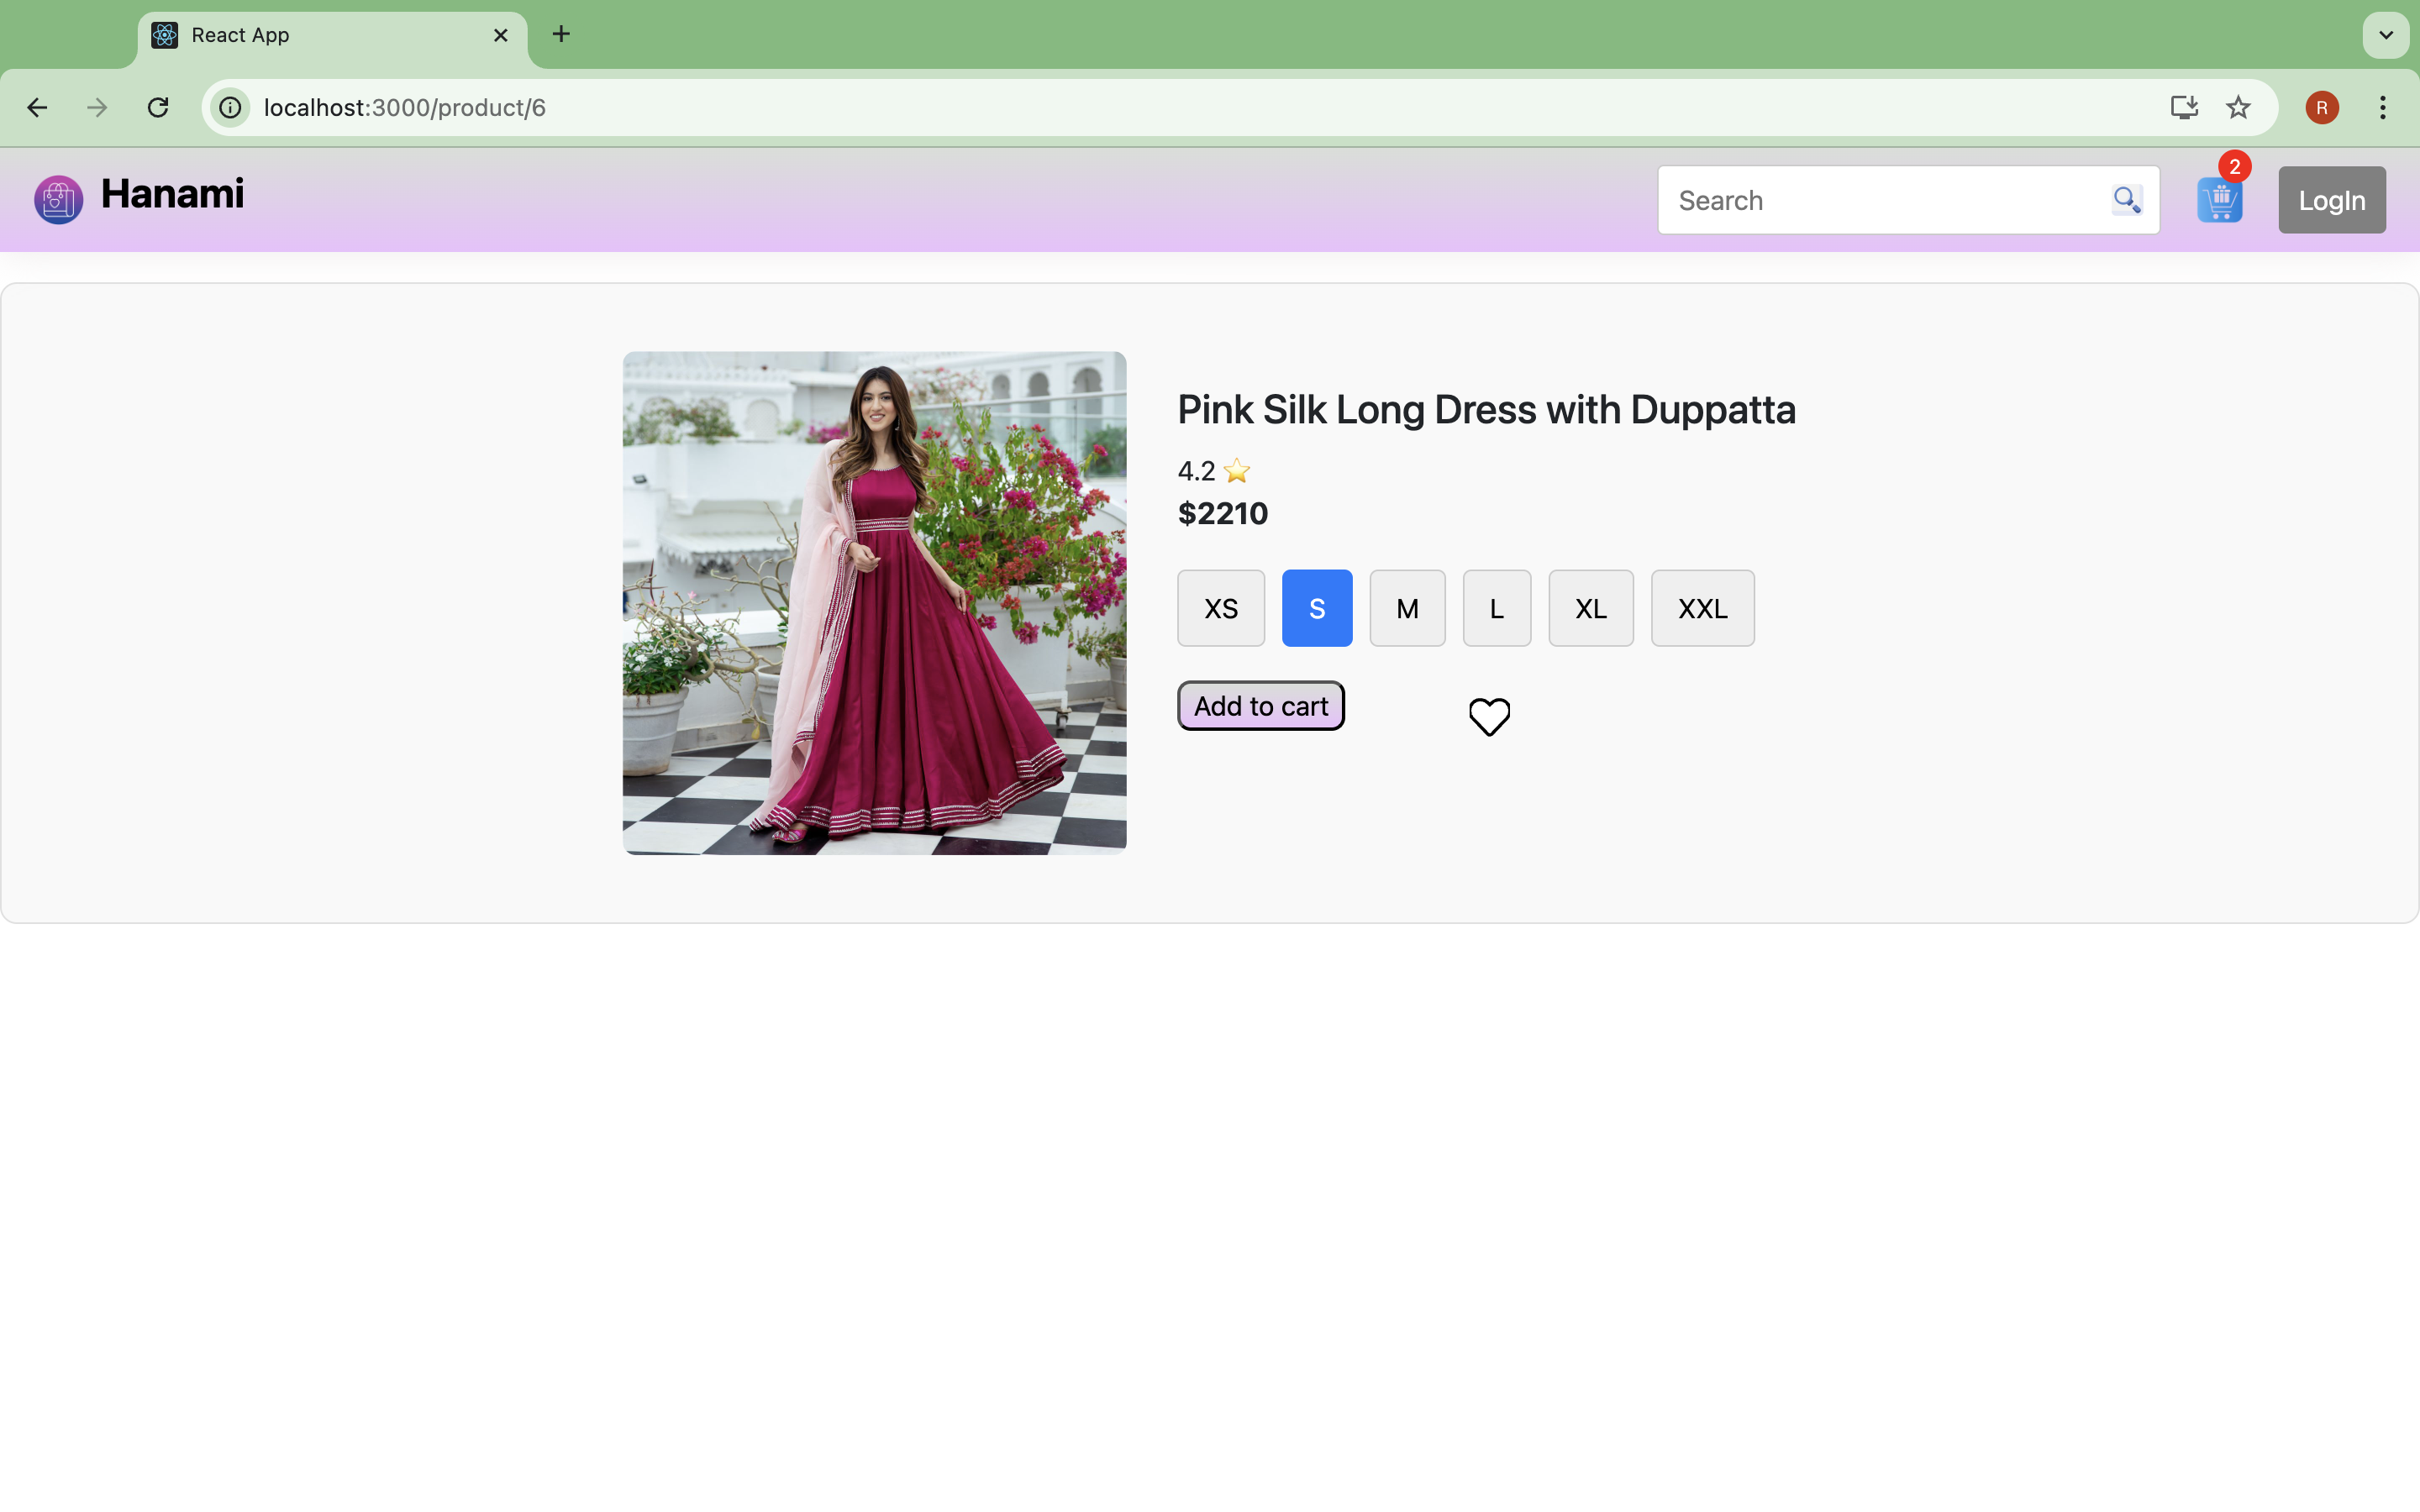 React App
localhost:3000/product/6
R
Hanami
Search
2
LogIn
Pink Silk Long Dress with Duppatta
4.2
$2210
XS S M L XL XXL
Add to cart